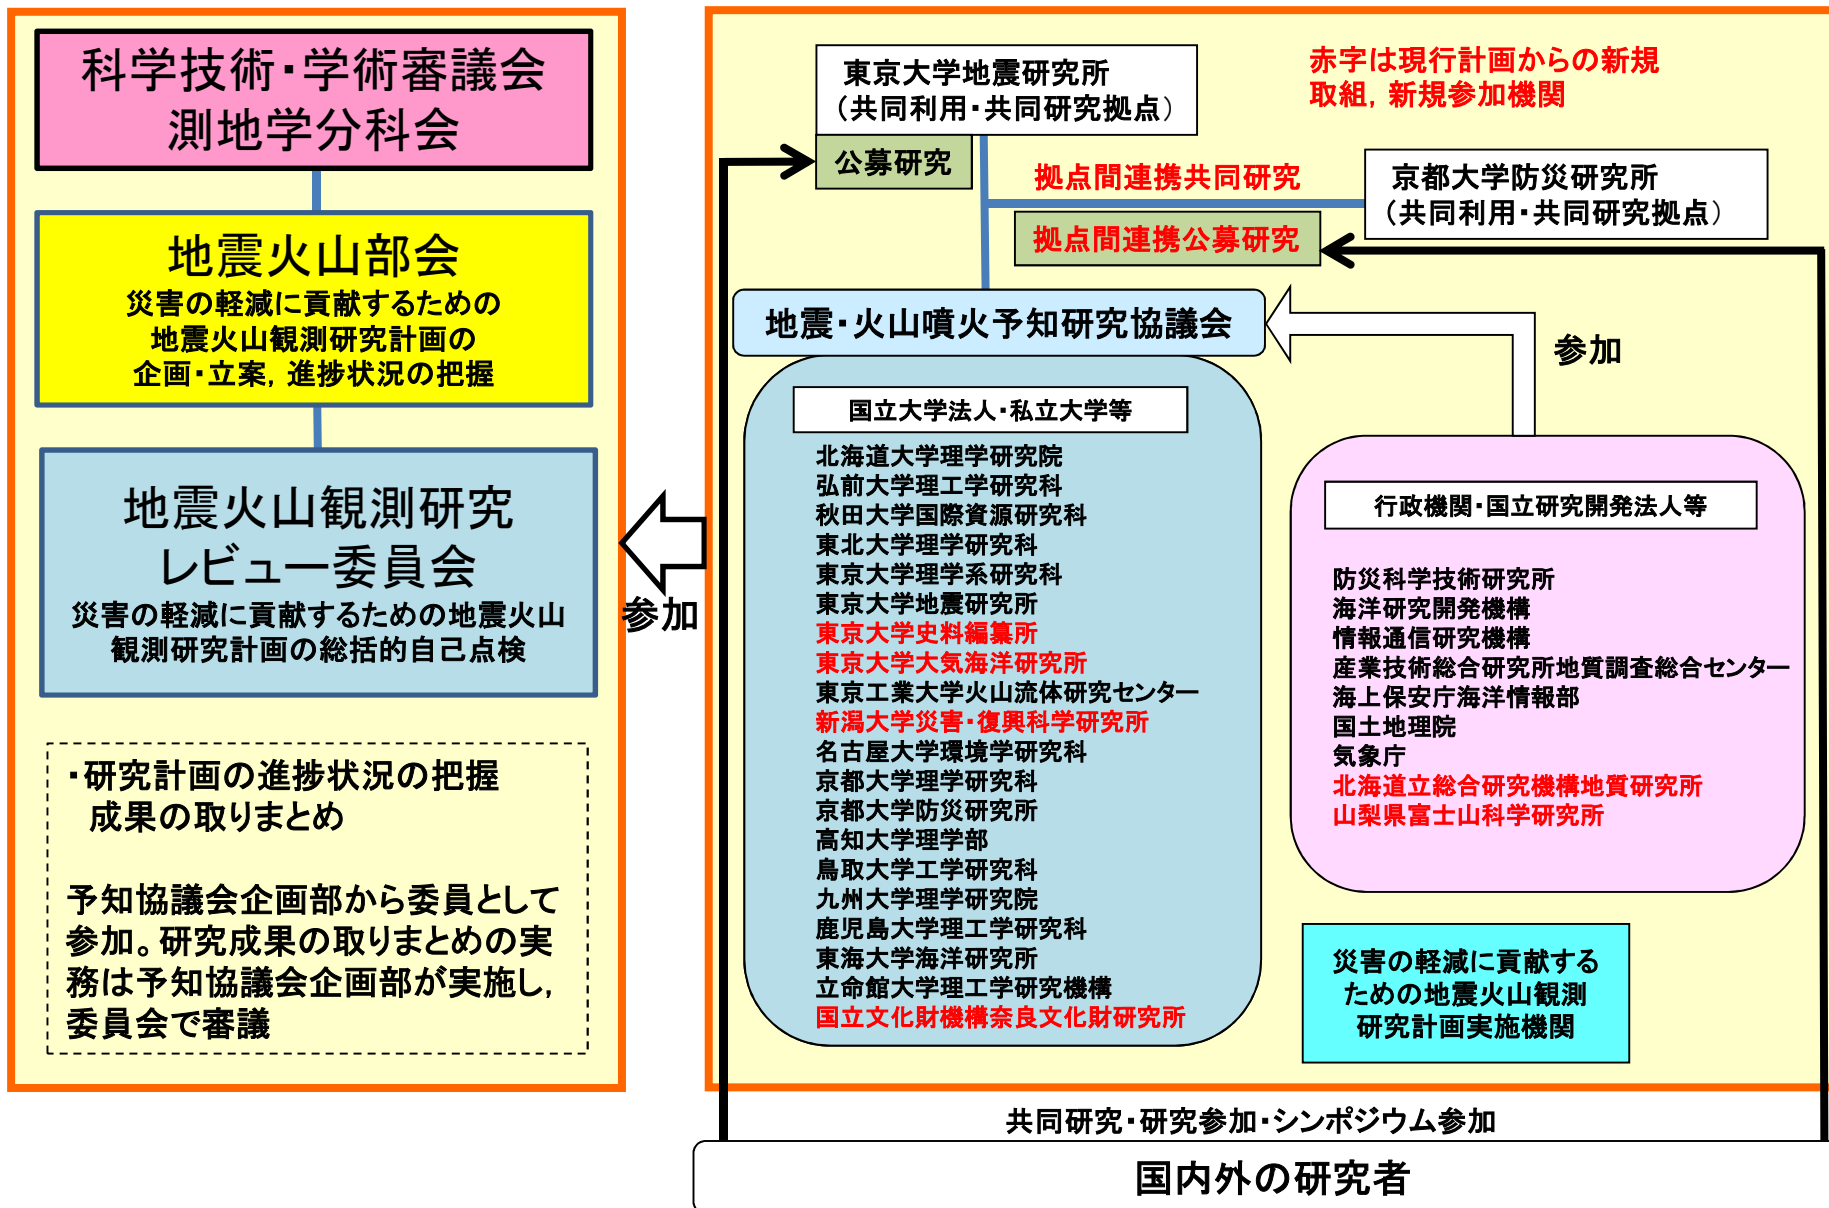 科学技術・学術審議会
測地学分科会
地震火山部会
災害の軽減に貢献するための
地震火山観測研究計画の
企画・立案，進捗状況の把握
地震火山観測研究
レビュー委員会
災害の軽減に貢献するための地震火山
観測研究計画の総括的自己点検
・研究計画の進捗状況の把握
成果の取りまとめ
予知協議会企画部から委員として
参加。研究成果の取りまとめの実
務は予知協議会企画部が実施し，
委員会で審議
参加
東京大学地震研究所
（共同利用・共同研究拠点）
公募研究
赤字は現行計画からの新規
取組，新規参加機関
拠点間連携共同研究
京都大学防災研究所
（共同利用・共同研究拠点）
拠点間連携公募研究
地震・火山噴火予知研究協議会
参加
国立大学法人・私立大学等
北海道大学理学研究院
弘前大学理工学研究科
秋田大学国際資源研究科
東北大学理学研究科
東京大学理学系研究科
東京大学地震研究所
東京大学史料編纂所
東京大学大気海洋研究所
東京工業大学火山流体研究センター
新潟大学災害・復興科学研究所
名古屋大学環境学研究科
京都大学理学研究科
京都大学防災研究所
高知大学理学部
鳥取大学工学研究科
九州大学理学研究院
鹿児島大学理工学研究科
東海大学海洋研究所
立命館大学理工学研究機構
国立文化財機構奈良文化財研究所
行政機関・国立研究開発法人等
防災科学技術研究所
海洋研究開発機構
情報通信研究機構
産業技術総合研究所地質調査総合センター
海上保安庁海洋情報部
国土地理院
気象庁
北海道立総合研究機構地質研究所
山梨県富士山科学研究所
災害の軽減に貢献する
ための地震火山観測
研究計画実施機関
共同研究・研究参加・シンポジウム参加
国内外の研究者